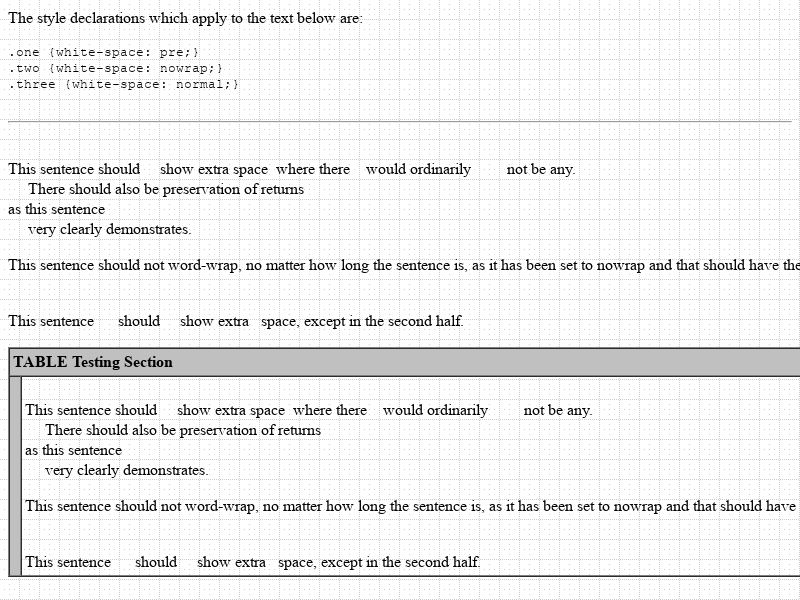 The style declarations which apply to the text below are:
.one {white-space: pre;}
.two {white-space: nowrap;}
.three {white-space: normal;}
This sentence should     show extra space  where there    would ordinarily         not be any.
     There should also be preservation of returns
as this sentence
     very clearly demonstrates.
This sentence should not word-wrap, no matter how long the sentence is, as it has been set to nowrap and that should have the
This sentence      should     show extra   space, except in the second half.
TABLE Testing Section
This sentence should     show extra space  where there    would ordinarily         not be any.
     There should also be preservation of returns
as this sentence
     very clearly demonstrates.
This sentence should not word-wrap, no matter how long the sentence is, as it has been set to nowrap and that should have
This sentence      should     show extra   space, except in the second half.